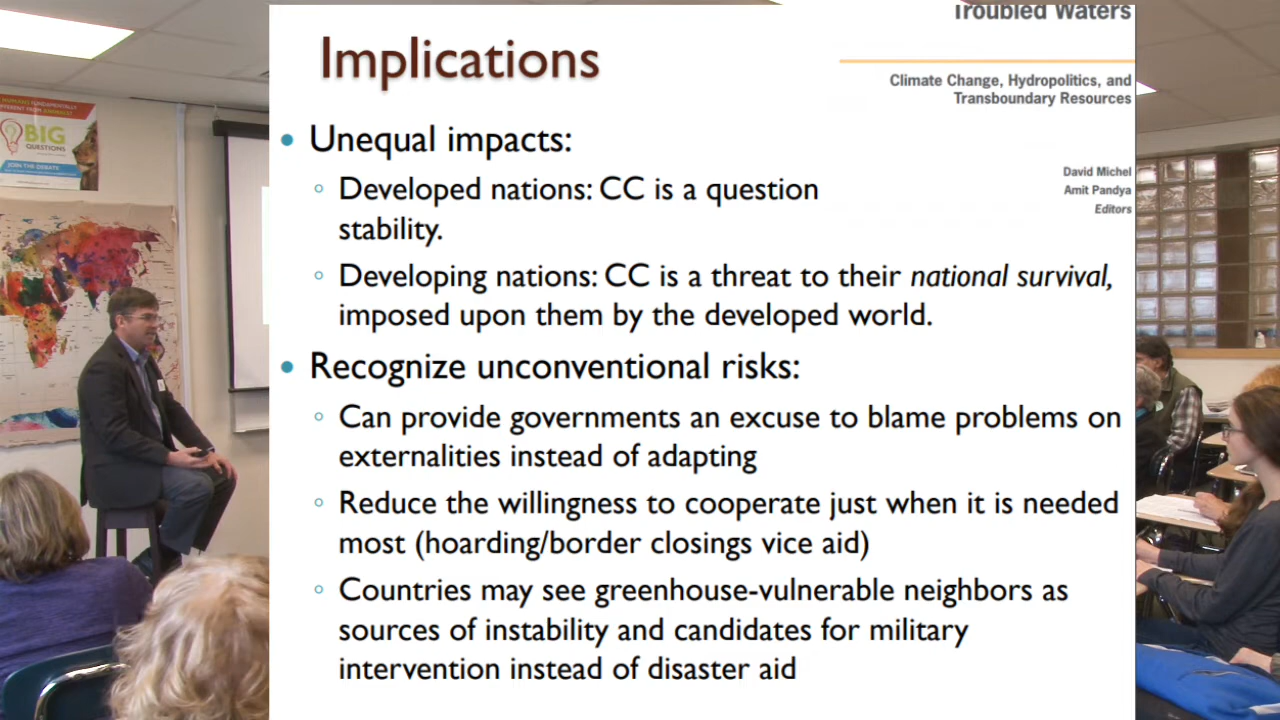 Implications
Troubled Waters
Climate Change, Hydropolitics, and
Transboundary Resources
David Michel
Amit Pandya
Editors
• Unequal impacts:
◦ Developed nations: CC is a question
stability.
◦ Developing nations: CC is a threat to their national survival,
imposed upon them by the developed world.
• Recognize unconventional risks:
◦ Can provide governments an excuse to blame problems on
externalities instead of adapting
◦ Reduce the willingness to cooperate just when it is needed
most (hoarding/border closings vice aid)
◦ Countries may see greenhouse-vulnerable neighbors as
sources of instability and candidates for military
intervention instead of disaster aid
BIG
QUESTIONS
JOIN THE DEBATE